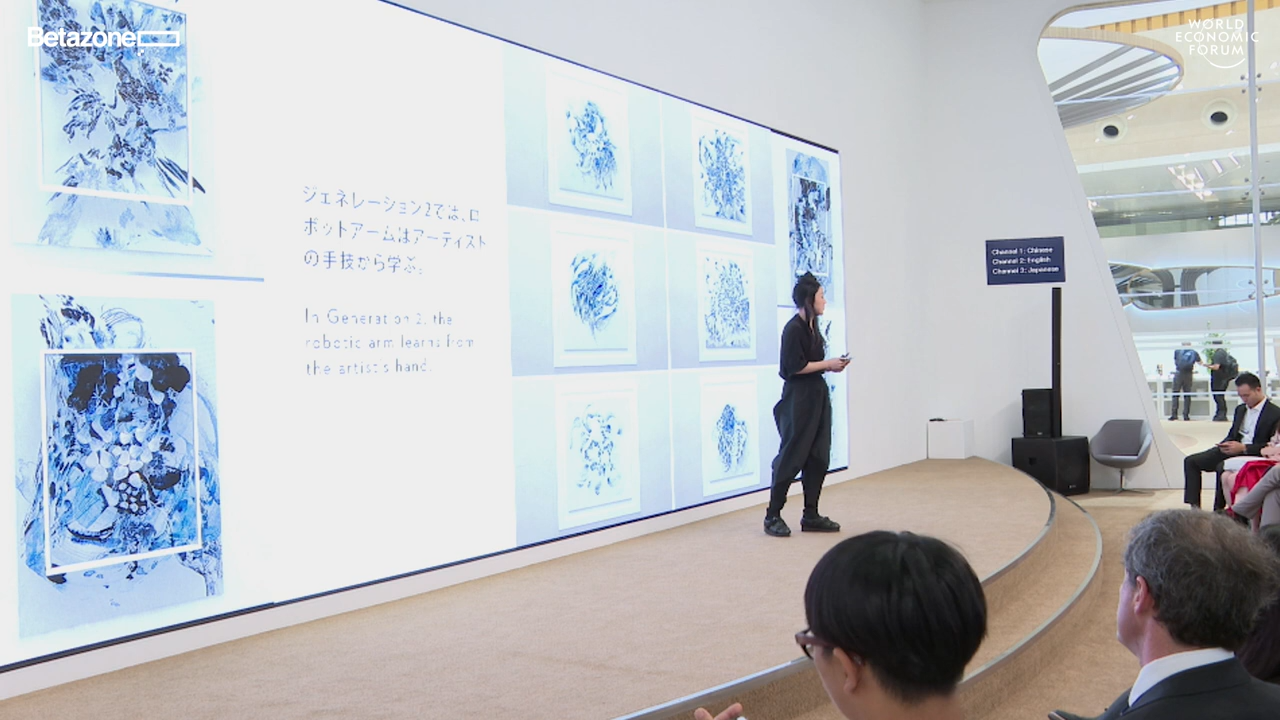 Betazone
WORLD
ECONOMIC
FORUM
ジェネレーション2では、ロ
ボットアームはアーティスト
の手技から学ぶ。
In Generation 2, the
robotic arm learns from
the artist's hand.
Channel 1: Chinese
Channel 2: English
Channel 3: Japanese